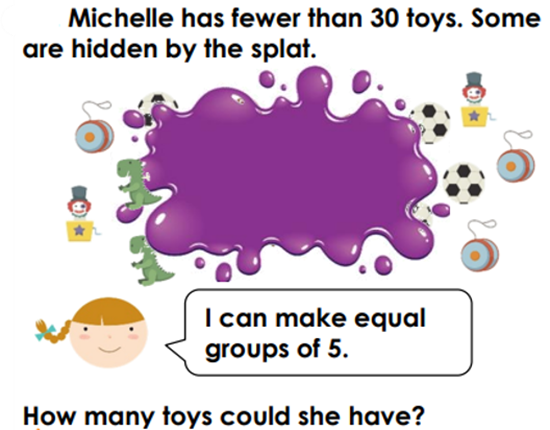 Michelle has fewer than 30 toys. Some
are hidden by the splat.
I can make equal
groups of 5.
How many toys could she have?